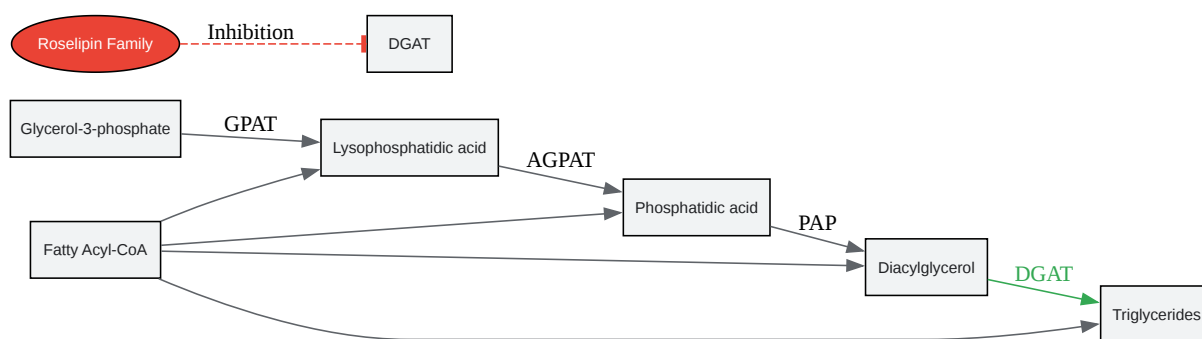 Roselipin Family
Inhibition
DGAT
Glycerol-3-phosphate
GPAT
Lysophosphatidic acid
AGPAT
Phosphatidic acid
PAP
Fatty Acyl-CoA
Diacylglycerol
DGAT
Triglycerides